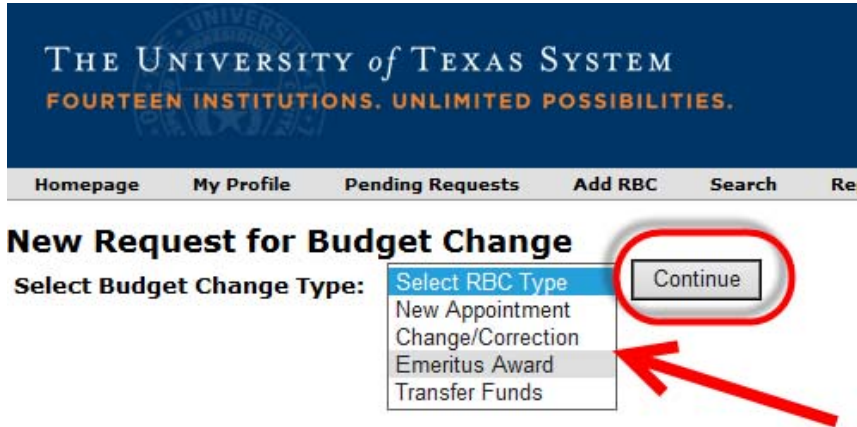 THE UNIVERSITY of TEXAS SYSTEM
FOURTEEN INSTITUTIONS. UNLIMITED POSSIBILITIES.
Homepage My Profile Pending Requests Add RBC Search
New Request for Budget Change
Select Budget Change Type: Select RBC Type Continue
New Appointment
Change/Correction
Emeritus Award
Transfer Funds